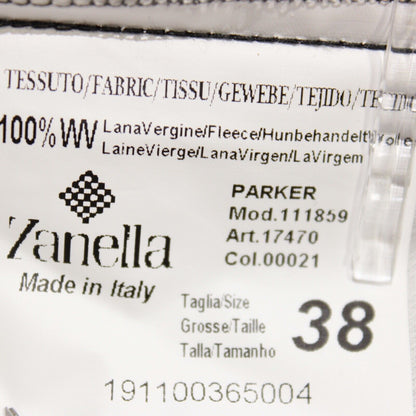 TESSUTO/FABRIC/TISSU/GEWEBE/TEJIDO/
100% WV LanaVergine/Fleece/Hunbehandelt
LaineVierge/LanaVirgen/LaVirgem
Zanella
Made in Italy
PARKER
Mod.111859
Art.17470
Col.00021
Taglia/Size
Grosse/Taille
Talla/Tamanho
38
191100365004